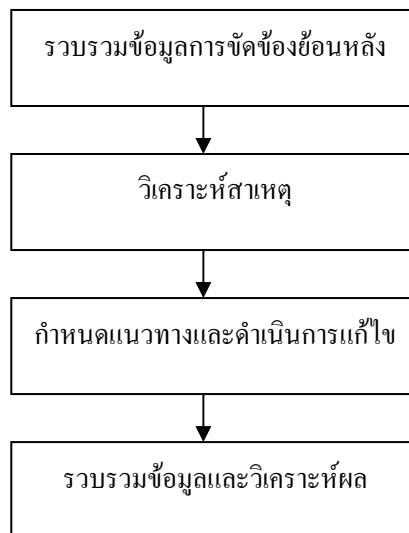 รวบรวมข้อมูลการขัดข้องย้อนหลัง
วิเคราะห์สาเหตุ
กำหนดแนวทางและดำเนินการแก้ไข
รวบรวมข้อมูลและวิเคราะห์ผล